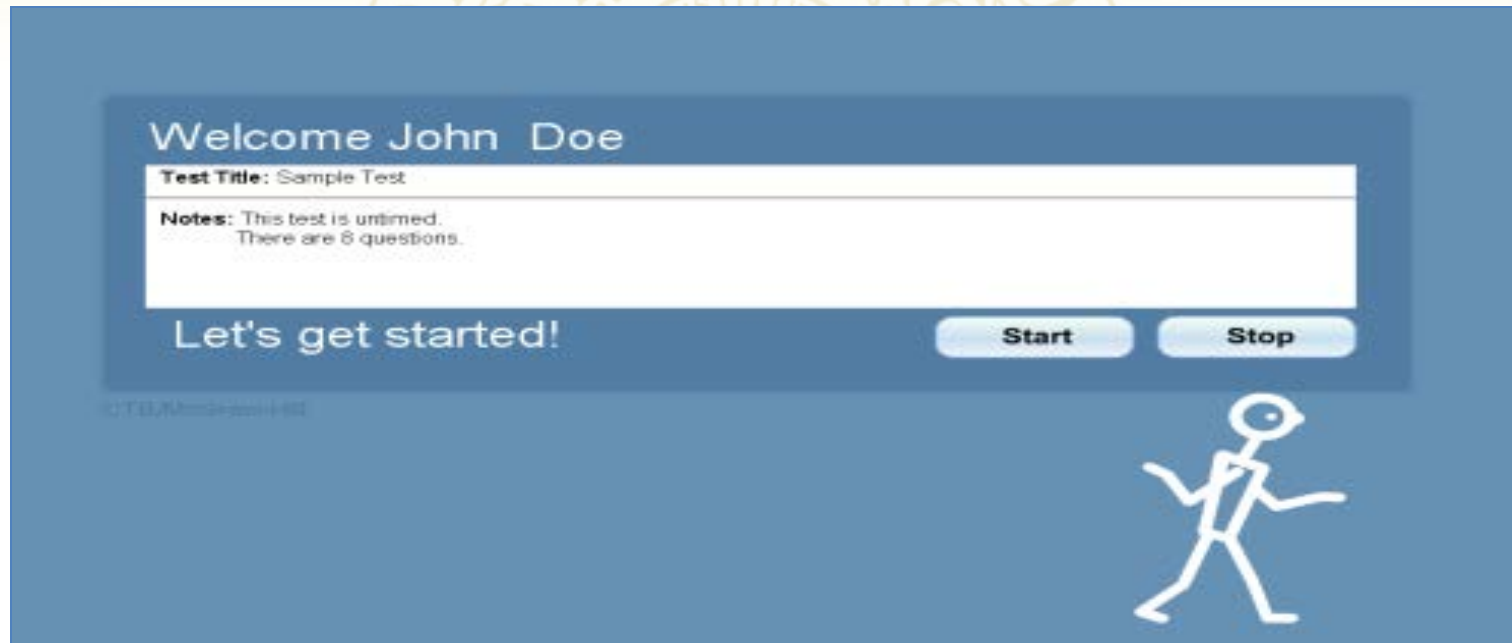 Welcome John Doe
Test Title: Sample Test
Notes: This test is untimed.
There are 8 questions.
Let's get started!
Start Stop